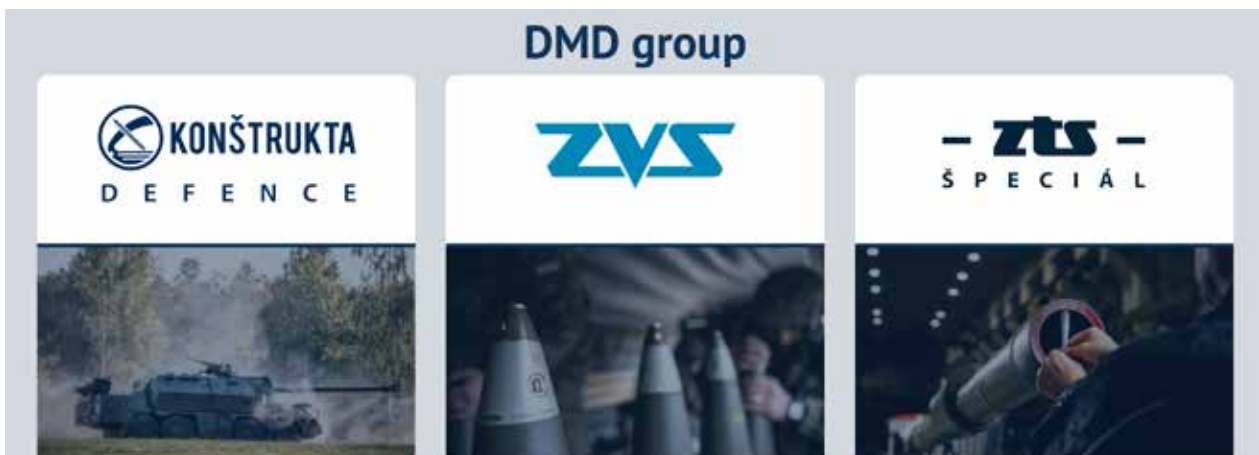 DMD group
KONŠTRUKTA
DEFENCE
ZVS
– zts –
ŠPECIÁL